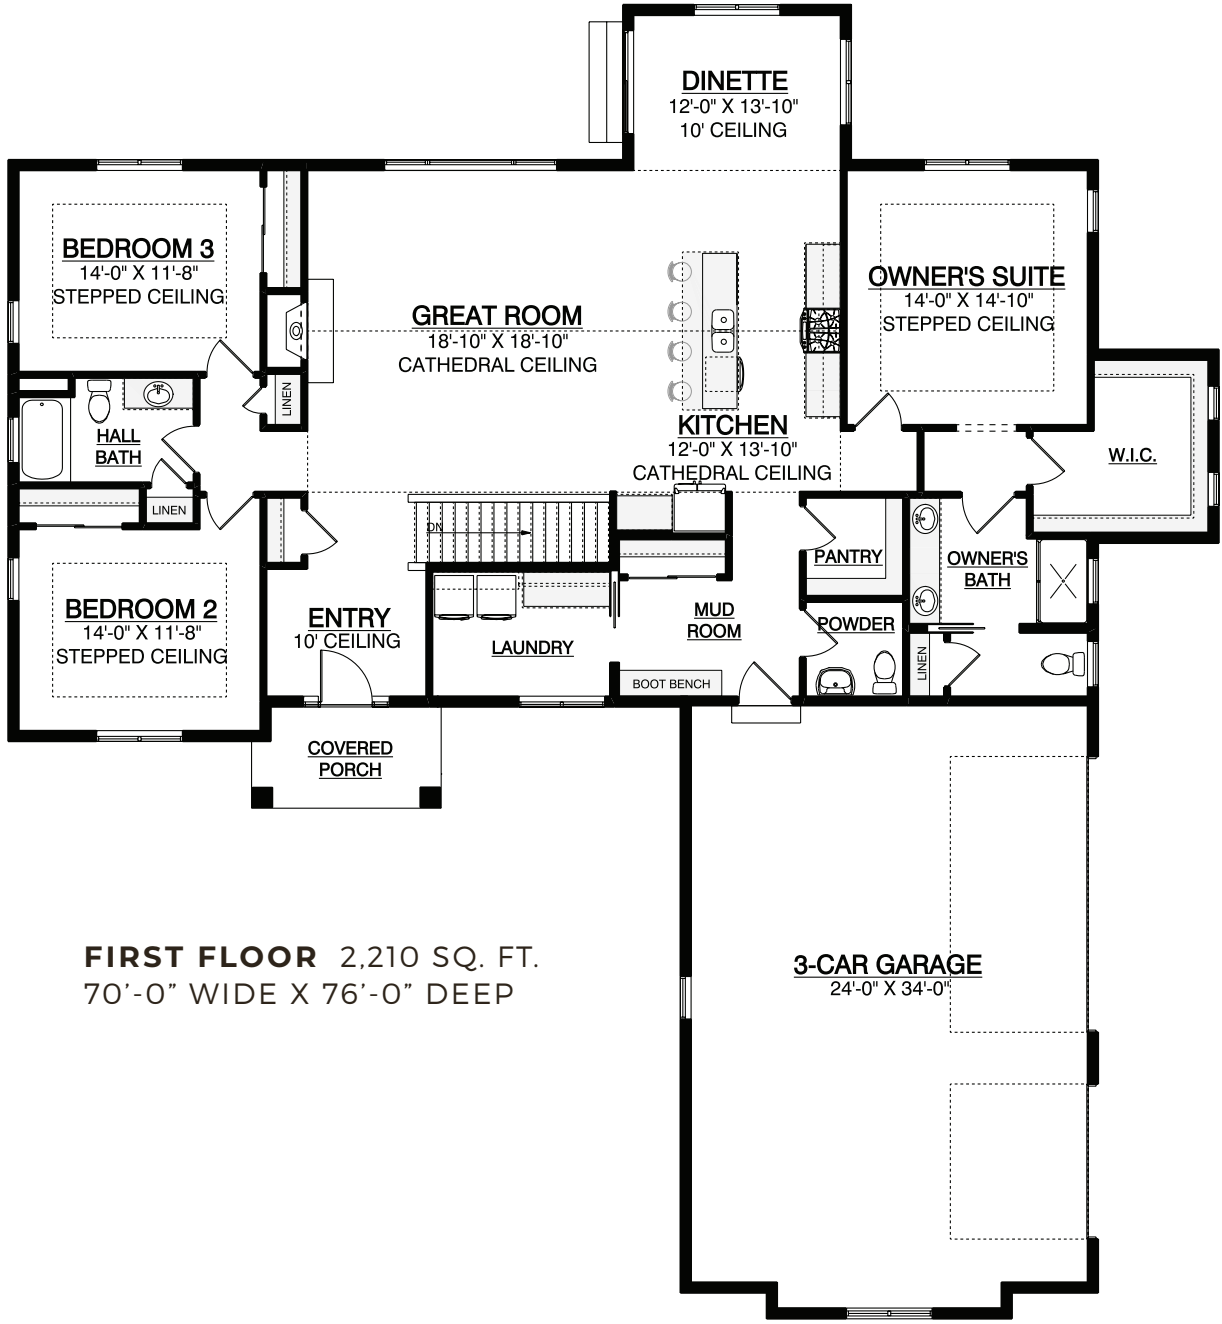 DINETTE
12'-0" X 13'-10"
10' CEILING
BEDROOM 3
14'-0" X 11'-8"
STEPPED CEILING
GREAT ROOM
18'-10" X 18'-10"
CATHEDRAL CEILING
OWNER'S SUITE
14'-0" X 14'-10"
STEPPED CEILING
LINEN
HALL
BATH
LINEN
KITCHEN
12'-0" X 13'-10"
CATHEDRAL CEILING
W.I.C.
DN
PANTRY
OWNER'S
BATH
BEDROOM 2
14'-0" X 11'-8"
STEPPED CEILING
ENTRY
10' CEILING
LAUNDRY
MUD
ROOM
POWDER
LINEN
BOOT BENCH
COVERED
PORCH
FIRST FLOOR 2,210 SQ. FT.
70'-0” WIDE X 76'-0” DEEP
3-CAR GARAGE
24'-0" X 34'-0"